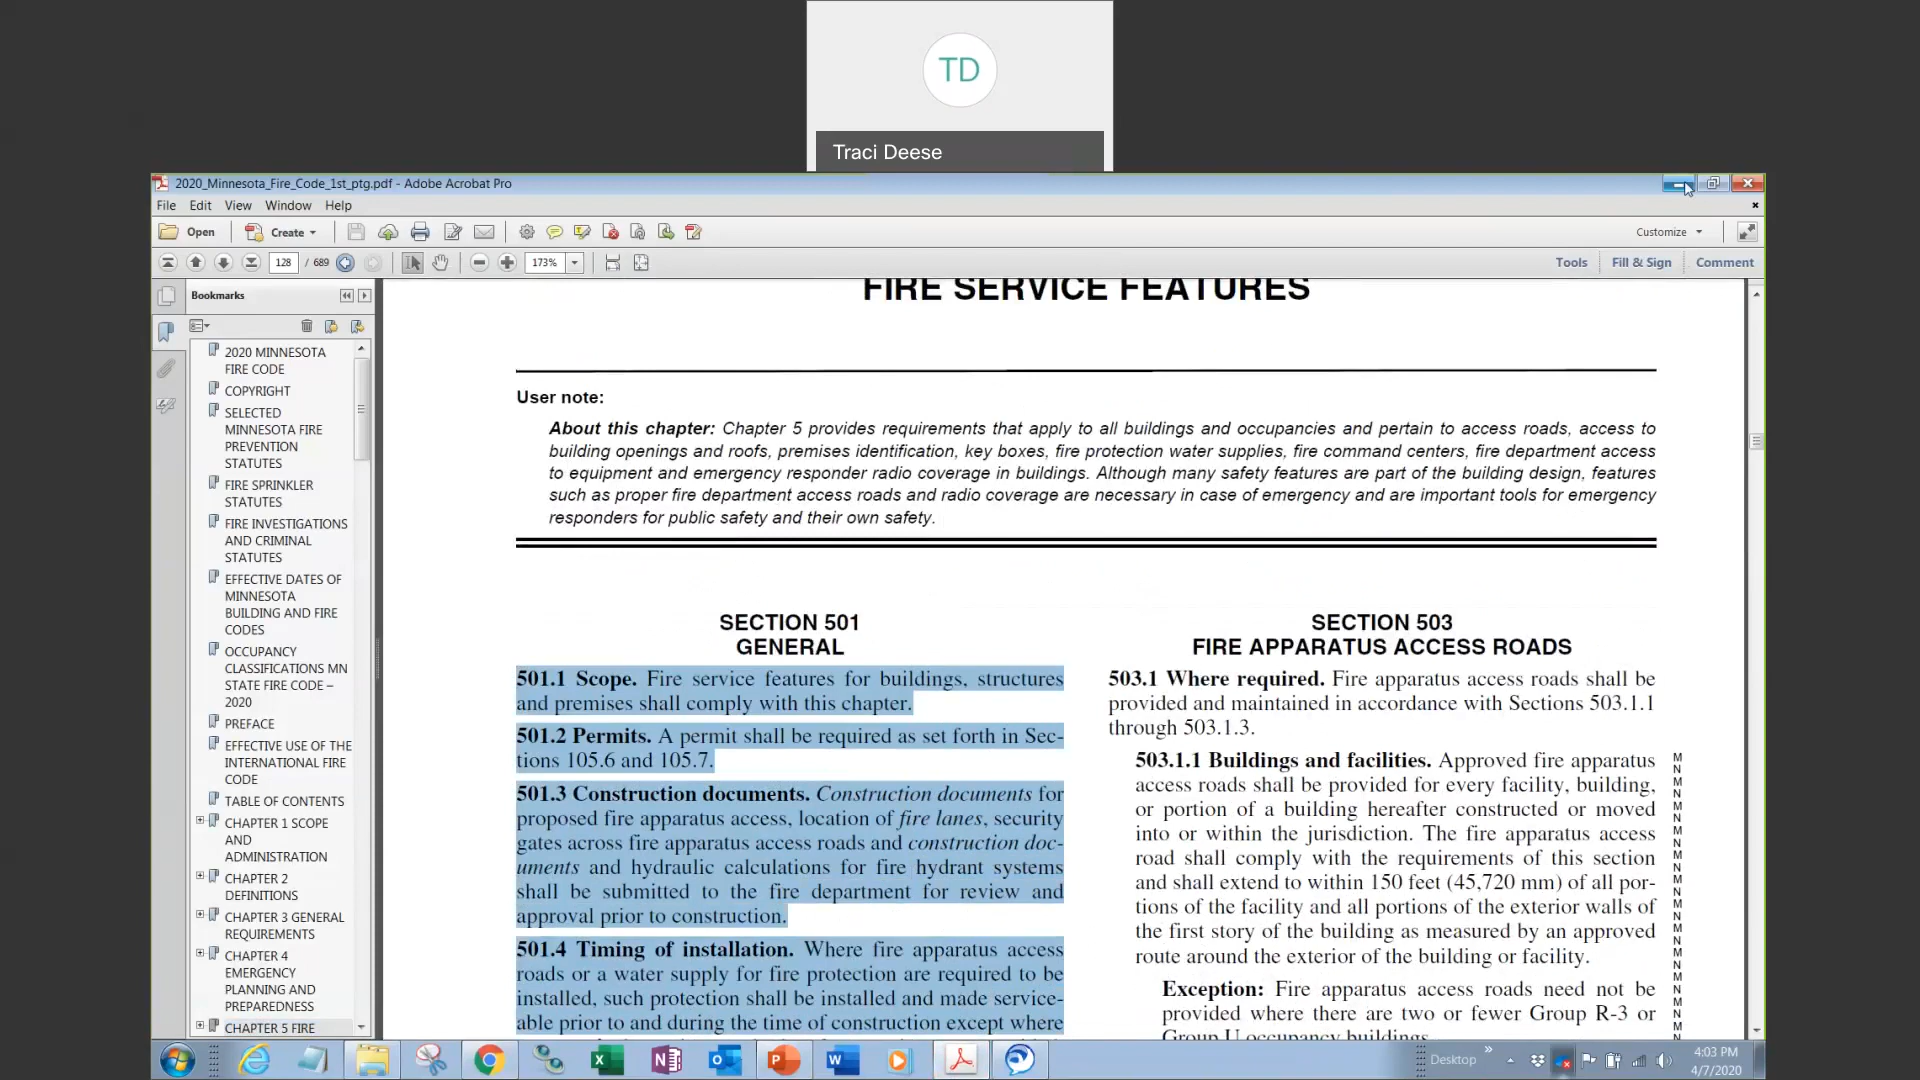 TD
Traci Deese
2020_Minnesota_Fire_Code_1st_ptg.pdf - Adobe Acrobat Pro
File Edit View Window Help
Open Create Customize
128 / 689 173% Tools Fill & Sign Comment
Bookmarks
2020 MINNESOTA
FIRE CODE
COPYRIGHT
SELECTED
MINNESOTA FIRE
PREVENTION
STATUTES
FIRE SPRINKLER
STATUTES
FIRE INVESTIGATIONS
AND CRIMINAL
STATUTES
EFFECTIVE DATES OF
MINNESOTA
BUILDING AND FIRE
CODES
OCCUPANCY
CLASSIFICATIONS MN
STATE FIRE CODE –
2020
PREFACE
EFFECTIVE USE OF THE
INTERNATIONAL FIRE
CODE
TABLE OF CONTENTS
CHAPTER 1 SCOPE
AND
ADMINISTRATION
CHAPTER 2
DEFINITIONS
CHAPTER 3 GENERAL
REQUIREMENTS
CHAPTER 4
EMERGENCY
PLANNING AND
PREPAREDNESS
CHAPTER 5 FIRE
FIRE SERVICE FEATURES
User note:
About this chapter: Chapter 5 provides requirements that apply to all buildings and occupancies and pertain to access roads, access to
building openings and roofs, premises identification, key boxes, fire protection water supplies, fire command centers, fire department access
to equipment and emergency responder radio coverage in buildings. Although many safety features are part of the building design, features
such as proper fire department access roads and radio coverage are necessary in case of emergency and are important tools for emergency
responders for public safety and their own safety.
SECTION 501
GENERAL
501.1 Scope. Fire service features for buildings, structures
and premises shall comply with this chapter.
501.2 Permits. A permit shall be required as set forth in Sec-
tions 105.6 and 105.7.
501.3 Construction documents. Construction documents for
proposed fire apparatus access, location of fire lanes, security
gates across fire apparatus access roads and construction doc-
uments and hydraulic calculations for fire hydrant systems
shall be submitted to the fire department for review and
approval prior to construction.
501.4 Timing of installation. Where fire apparatus access
roads or a water supply for fire protection are required to be
installed, such protection shall be installed and made service-
able prior to and during the time of construction except where
SECTION 503
FIRE APPARATUS ACCESS ROADS
503.1 Where required. Fire apparatus access roads shall be
provided and maintained in accordance with Sections 503.1.1
through 503.1.3.
503.1.1 Buildings and facilities. Approved fire apparatus
access roads shall be provided for every facility, building,
or portion of a building hereafter constructed or moved
into or within the jurisdiction. The fire apparatus access
road shall comply with the requirements of this section
and shall extend to within 150 feet (45,720 mm) of all por-
tions of the facility and all portions of the exterior walls of
the first story of the building as measured by an approved
route around the exterior of the building or facility.
Exception: Fire apparatus access roads need not be
provided where there are two or fewer Group R-3 or
Group U occupancy buildings.
M
N
M
N
M
N
M
N
M
N
M
N
M
N
M
N
M
N
M
N
M
N
M
N
Desktop
4:03 PM
4/7/2020